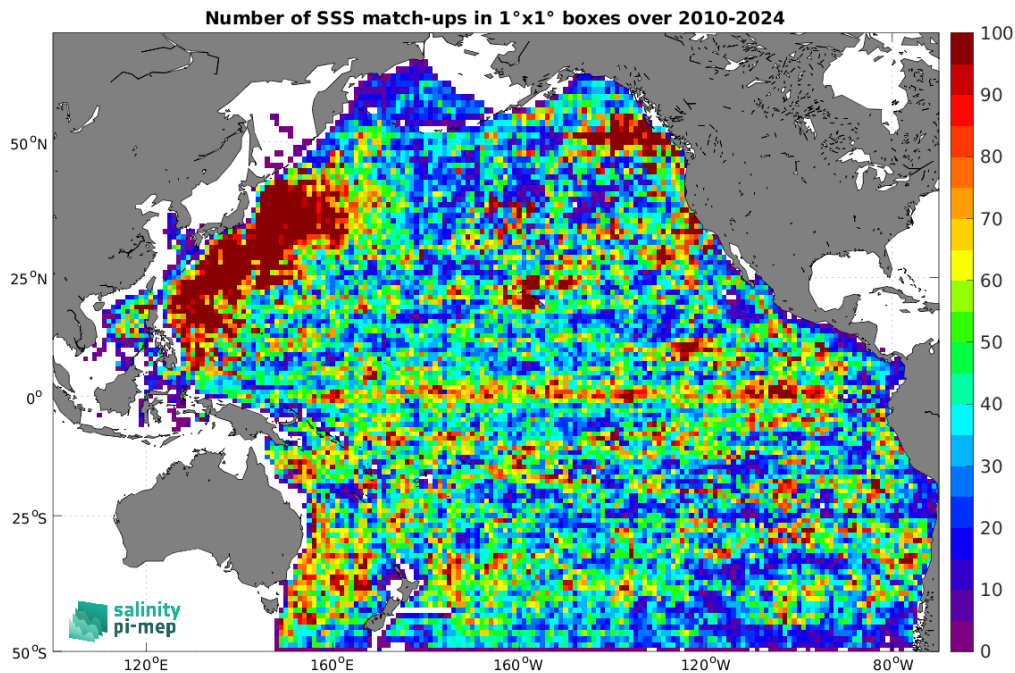 Number of SSS match-ups in 1°x1° boxes over 2010-2024
100
90
80
70
60
50
40
30
20
10
0
50°N
25°N
0°
25°S
50°S
120°E
160°E
160°W
120°W
80°W
salinity
pi-mep